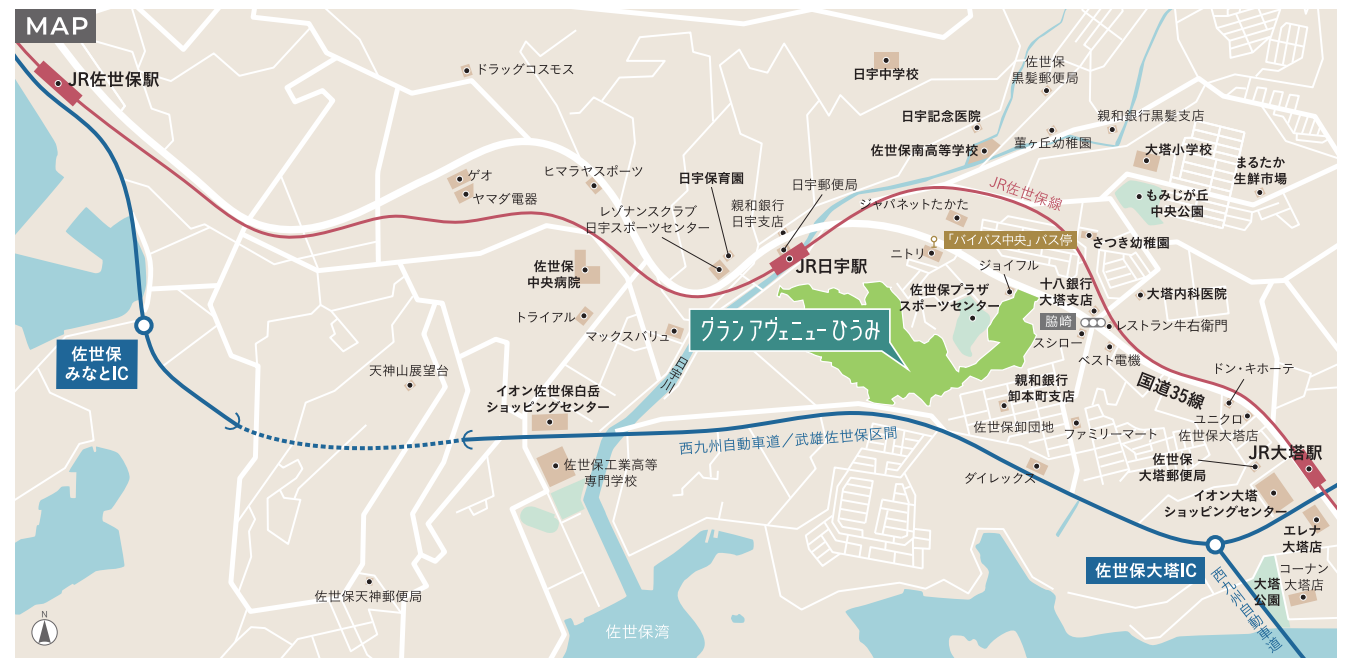 MAP
JR佐世保駅
ドラッグコスモス
日宇中学校
佐世保
黒髪郵便局
日宇記念医院
親和銀行黒髪支店
菫ヶ丘幼稚園
佐世保南高等学校
大塔小学校
まるたか
生鮮市場
ゲオ
ヤマダ電器
ヒマラヤスポーツ
日宇保育園
日宇郵便局
親和銀行
日宇支店
レゾナンスクラブ
日宇スポーツセンター
JR佐世保線
ジャパネットたかた
もみじが丘
中央公園
「バイパス中央」バス停
さつき幼稚園
ニトリ
JR日宇駅
ジョイフル
佐世保
中央病院
佐世保プラザ
スポーツセンター
十八銀行
大塔支店
大塔内科医院
トライアル
マックスバリュ
グラン アヴェニュー ひうみ
脇崎
レストラン牛右衛門
スシロー
ベスト電機
佐世保
みなとIC
天神山展望台
日宇川
イオン佐世保白岳
ショッピングセンター
親和銀行
卸本町支店
国道35線
ドン・キホーテ
ユニクロ
佐世保大塔店
佐世保卸団地
ファミリーマート
西九州自動車道／武雄佐世保区間
JR大塔駅
佐世保工業高等
専門学校
佐世保
大塔郵便局
ダイレックス
イオン大塔
ショッピングセンター
エレナ
大塔店
佐世保大塔IC
西九州自動車道
大塔
公園
コーナン
大塔店
佐世保天神郵便局
佐世保湾
N